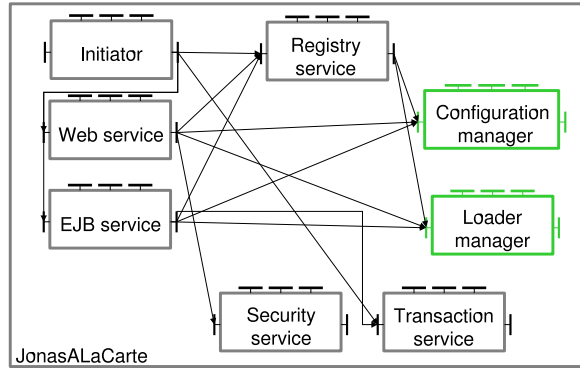 Initiator
Registry
service
Web service
Configuration
manager
EJB service
Loader
manager
Security
service
Transaction
service
JonasALaCarte